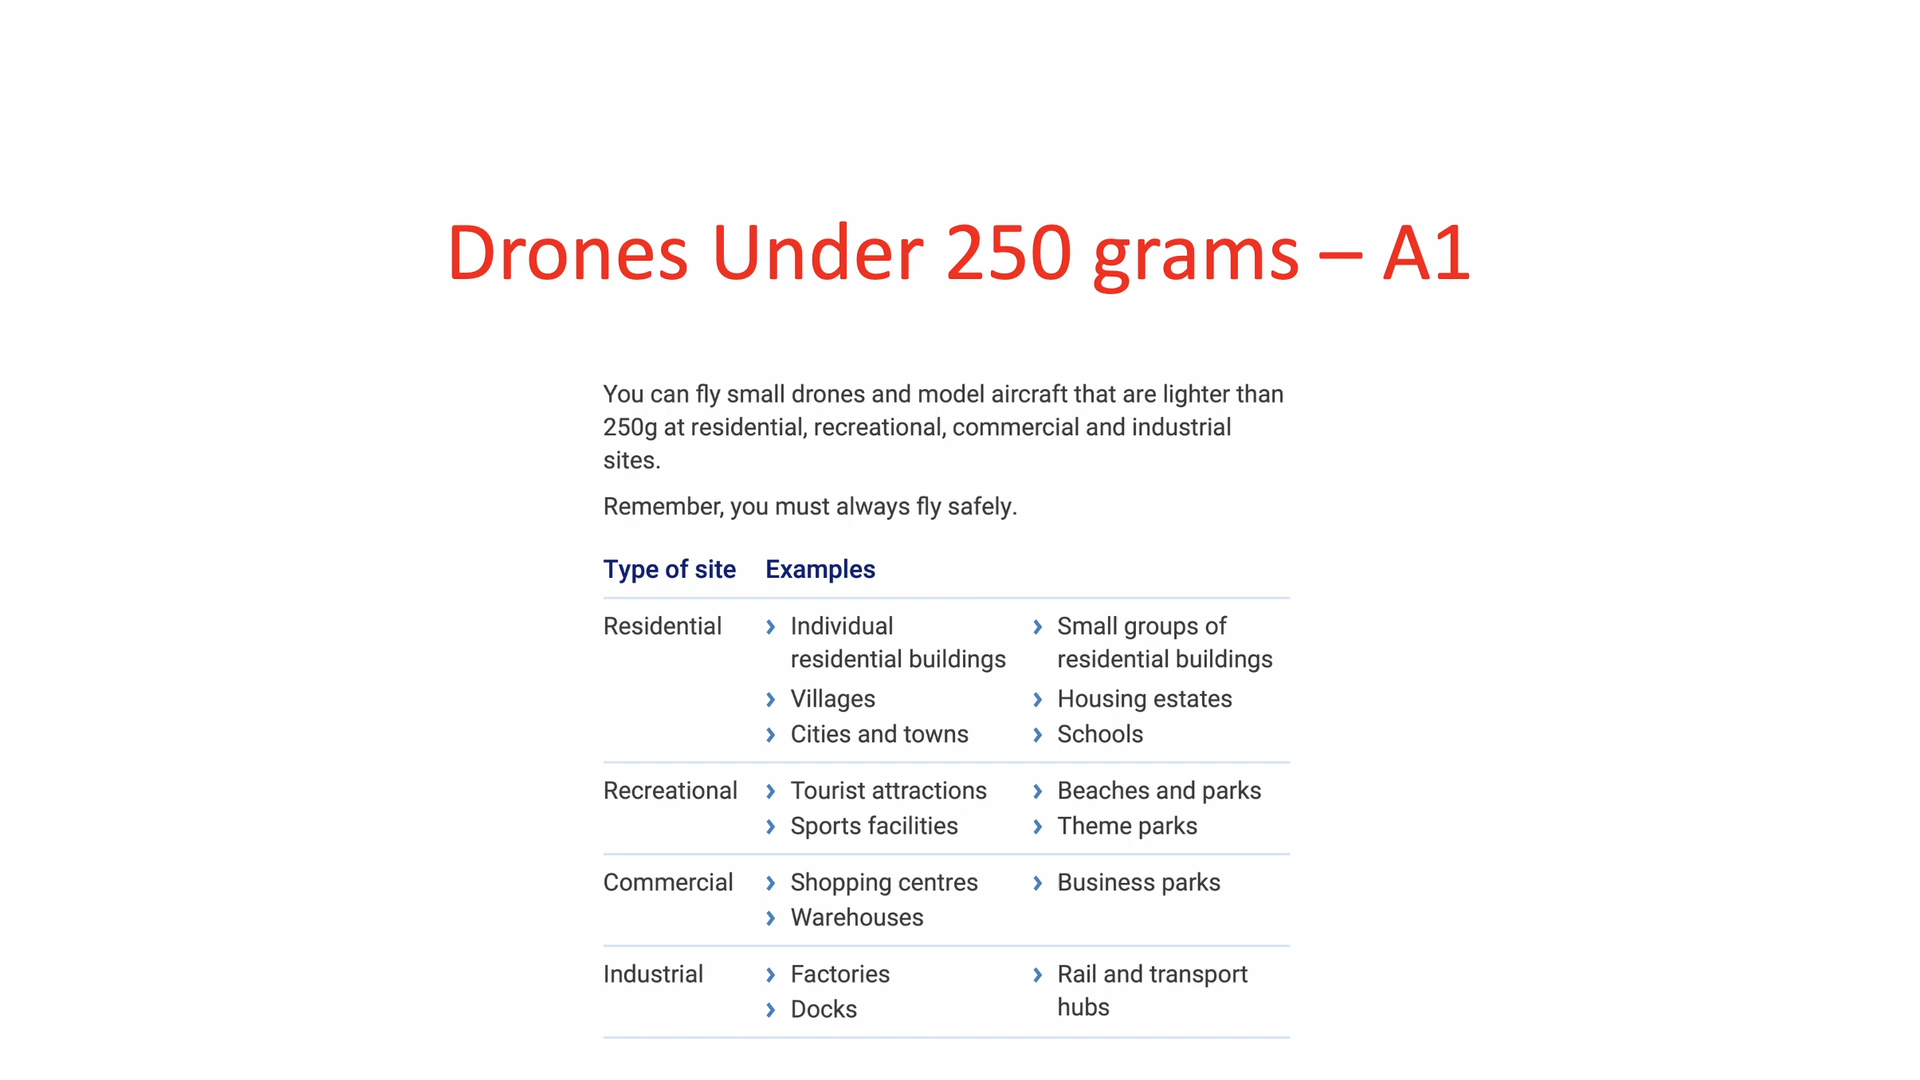 Drones Under 250 grams – A1
You can fly small drones and model aircraft that are lighter than
250g at residential, recreational, commercial and industrial
sites.
Remember, you must always fly safely.
Type of site Examples
Residential › Individual residential buildings › Small groups of residential buildings
› Villages › Housing estates
› Cities and towns › Schools
Recreational › Tourist attractions › Beaches and parks
› Sports facilities › Theme parks
Commercial › Shopping centres › Business parks
› Warehouses
Industrial › Factories › Rail and transport hubs
› Docks